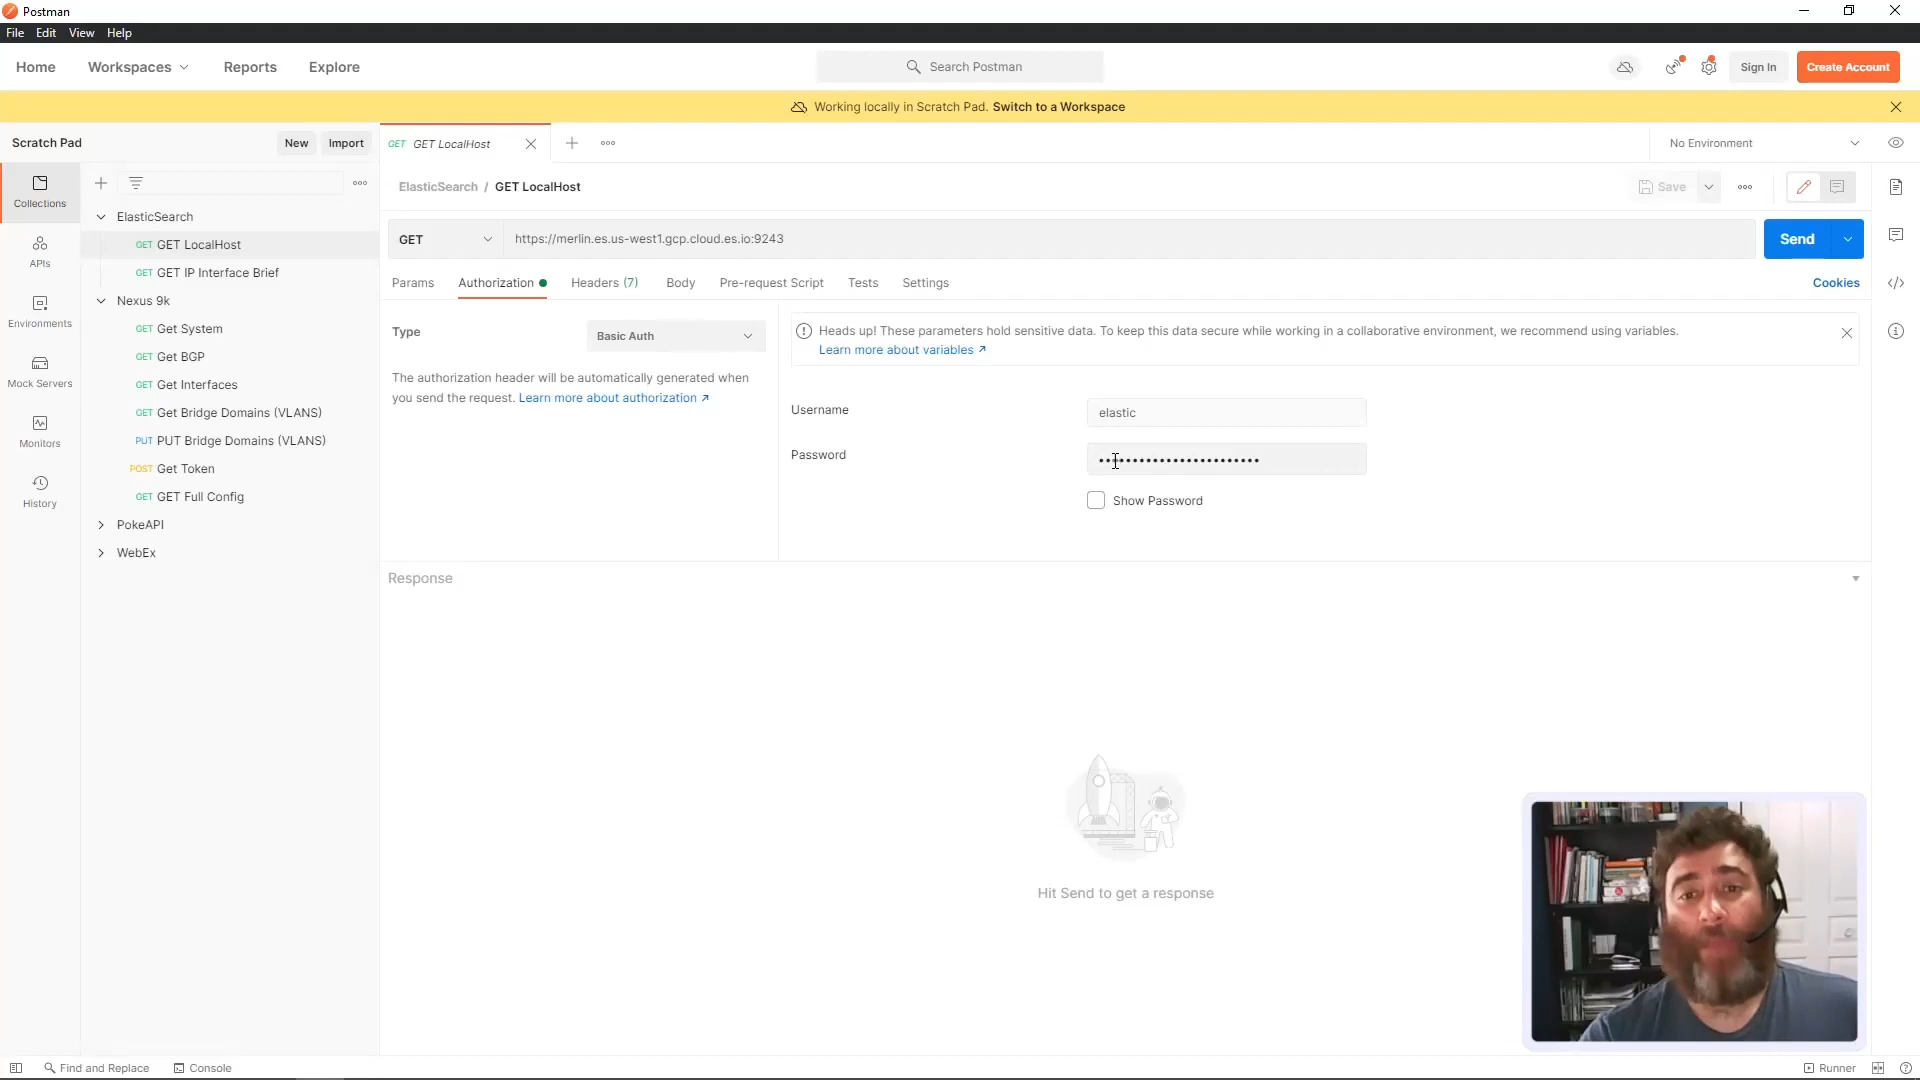 Postman
File Edit View Help
Home Workspaces Reports Explore
Search Postman
Sign In
Create Account
Working locally in Scratch Pad. Switch to a Workspace
Scratch Pad
New
Import
GET GET LocalHost
No Environment
Collections
APIs
Environments
Mock Servers
Monitors
History
ElasticSearch
GET GET LocalHost
GET GET IP Interface Brief
Nexus 9k
GET Get System
GET Get BGP
GET Get Interfaces
GET Get Bridge Domains (VLANS)
PUT PUT Bridge Domains (VLANS)
POST Get Token
GET GET Full Config
PokeAPI
WebEx
ElasticSearch / GET LocalHost
Save
GET
https://merlin.es.us-west1.gcp.cloud.es.io:9243
Send
Params Authorization Headers (7) Body Pre-request Script Tests Settings
Cookies
Type
Basic Auth
The authorization header will be automatically generated when
you send the request. Learn more about authorization ↗
Heads up! These parameters hold sensitive data. To keep this data secure while working in a collaborative environment, we recommend using variables.
Learn more about variables ↗
Username
elastic
Password
Show Password
Response
Hit Send to get a response
Find and Replace
Console
Runner